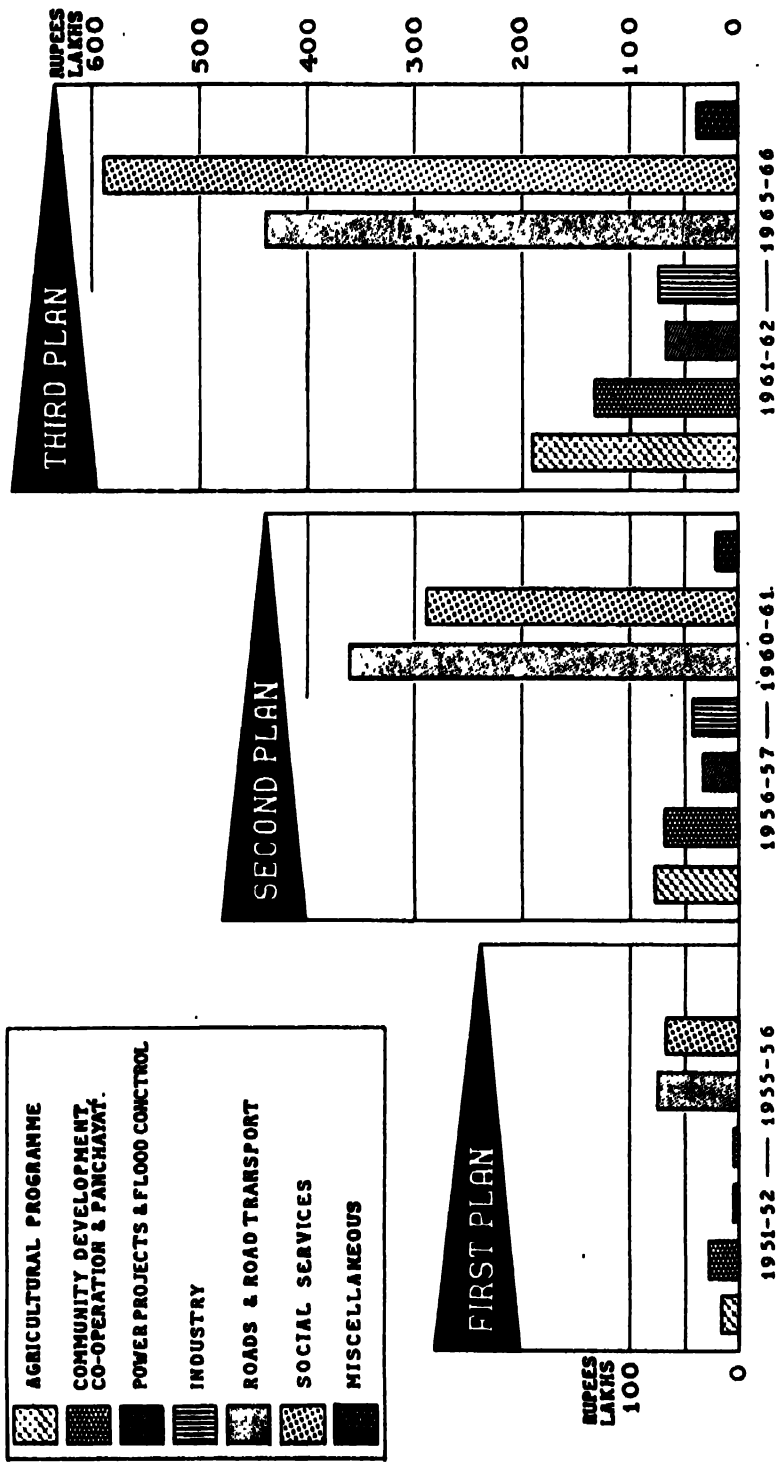 AGRICULTURAL PROGRAMME
COMMUNITY DEVELOPMENT,
CO-OPERATION & PANCHAYAT.
POWER PROJECTS & FLOOD CONCTROL
INDUSTRY
ROADS & ROAD TRANSPORT
SOCIAL SERVICES
MISCELLANEOUS
FIRST PLAN
SECOND PLAN
THIRD PLAN
RUPEES
LAKHS
100
0
RUPEES
LAKHS
600
500
400
300
200
100
0
1951-52 — 1955-56
1956-57 — 1960-61.
1961-62 — 1965-66